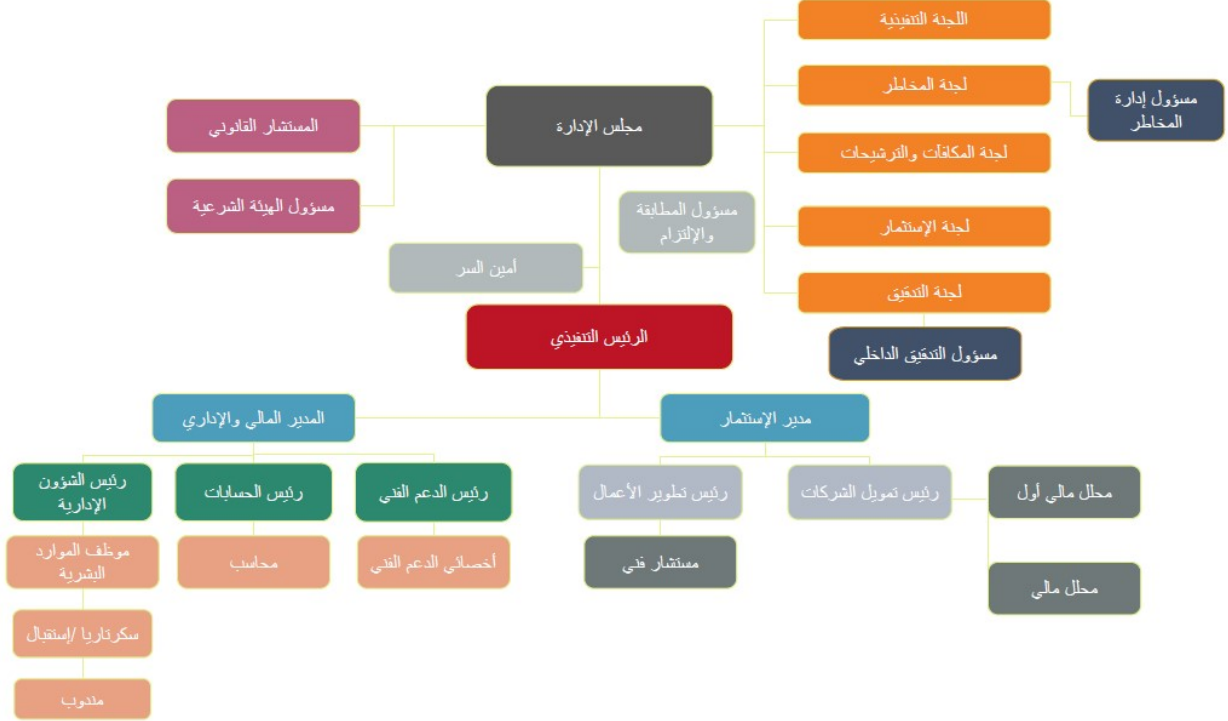 اللجنة التنفيذية
لجنة المخاطر
مسؤول إدارة
المخاطر
مجلس الإدارة
المستشار القانوني
لجنة المكافآت والترشيحات
مسؤول الهيئة الشرعية
مسؤول المطابقة
والإلتزام
لجنة الإستثمار
أمين السر
لجنة التدقيق
الرئيس التنفيذي
مسؤول التدقيق الداخلي
مدير الإستثمار
المدير المالي والإداري
محلل مالي أول
رئيس تمويل الشركات
رئيس تطوير الأعمال
رئيس الدعم الفني
رئيس الحسابات
رئيس الشؤون
الإدارية
محلل مالي
مستشار فني
أخصائي الدعم الفني
محاسب
موظف الموارد
البشرية
سكرتاريا /إستقبال
مندوب